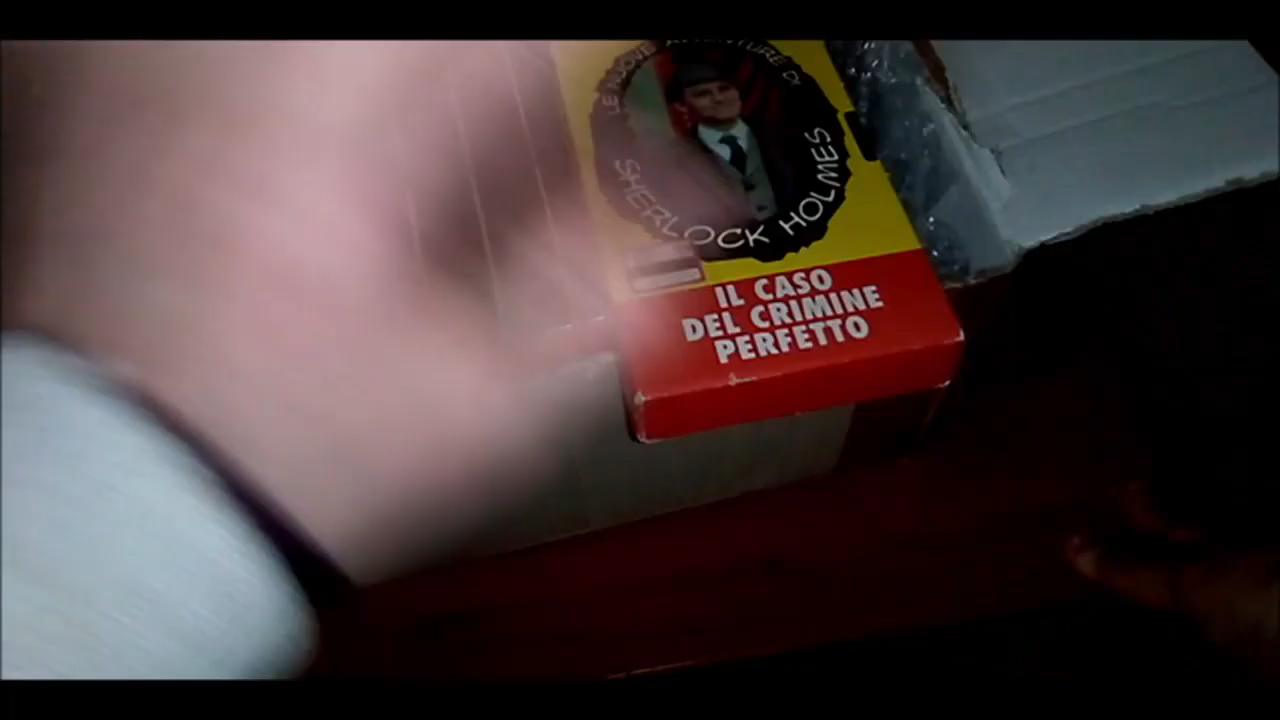 LE NUOVE AVVENTURE DI
SHERLOCK HOLMES
IL CASO
DEL CRIMINE
PERFETTO